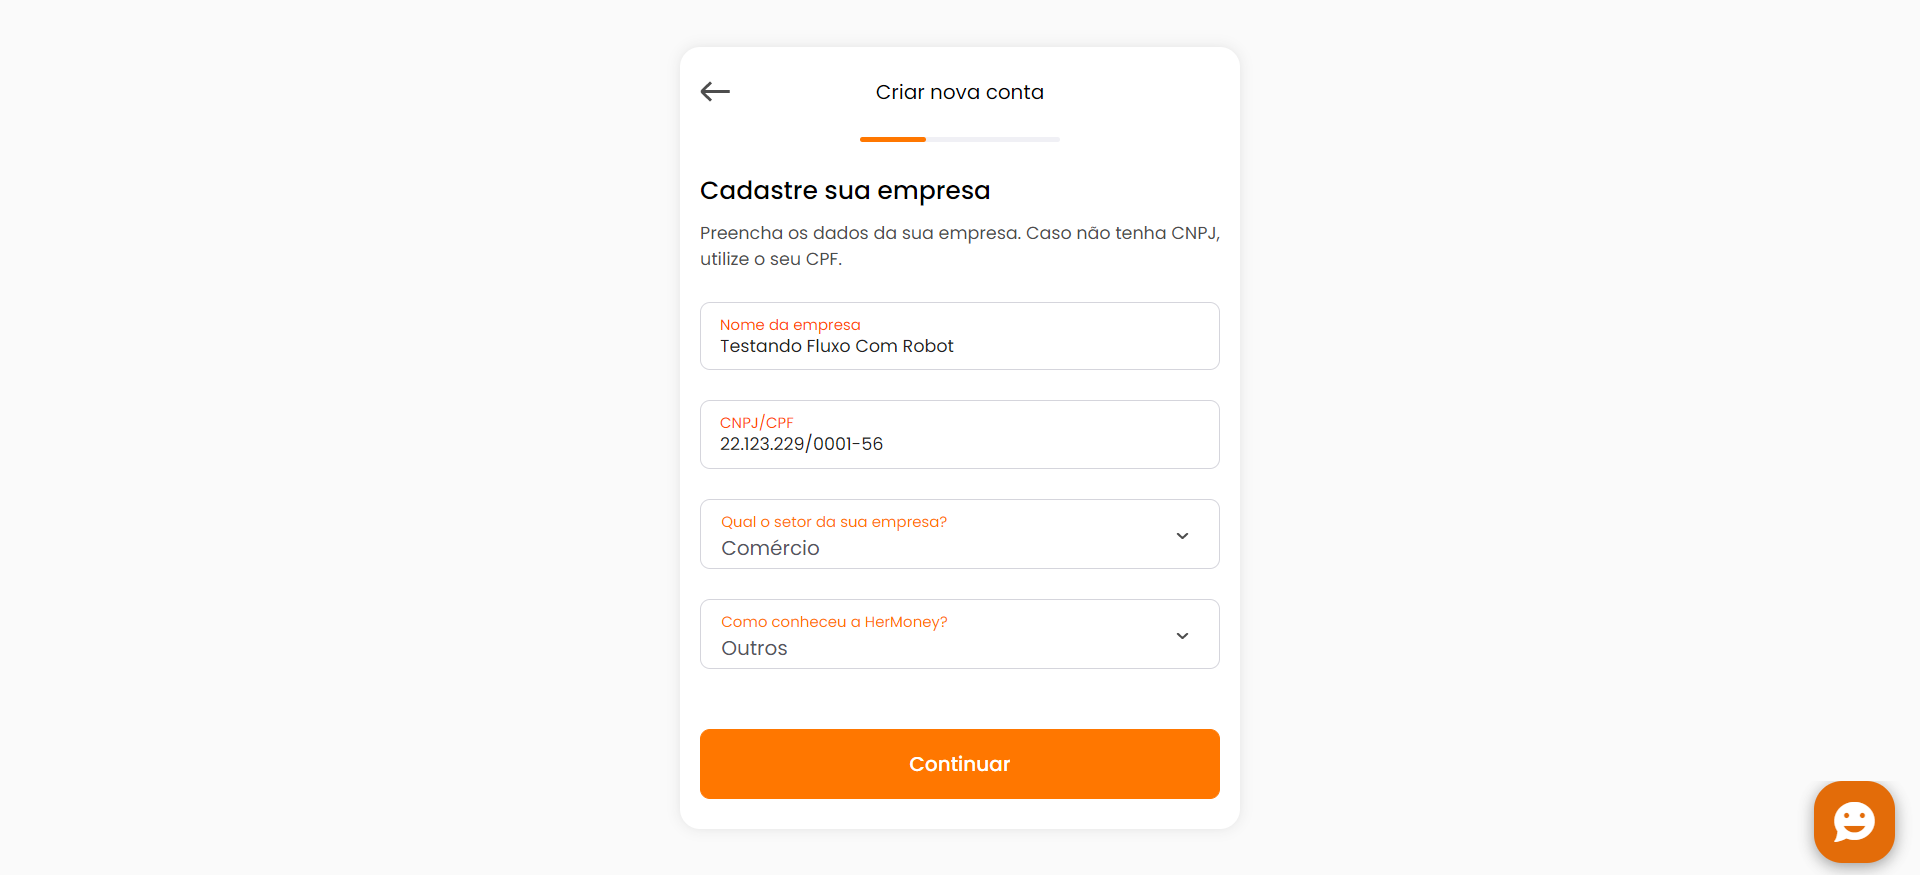 Criar nova conta
Cadastre sua empresa
Preencha os dados da sua empresa. Caso não tenha CNPJ,
utilize o seu CPF.
Nome da empresa
Testando Fluxo Com Robot
CNPJ/CPF
22.123.229/0001-56
Qual o setor da sua empresa?
Comércio
Como conheceu a HerMoney?
Outros
Continuar